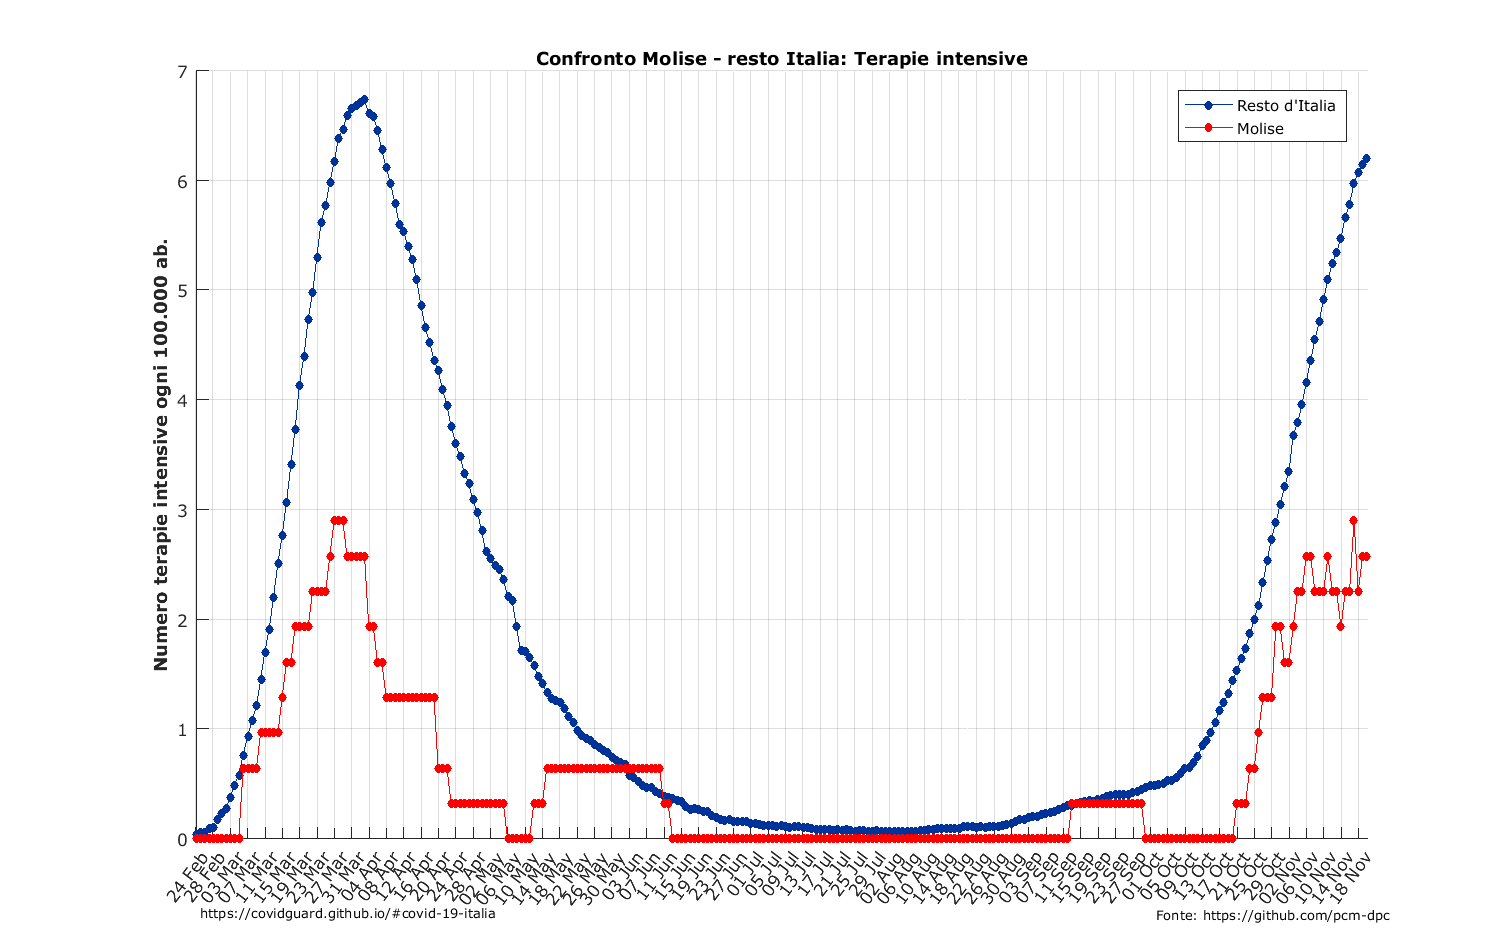 Confronto Molise - resto Italia: Terapie intensive
Resto d'Italia
Molise
Numero terapie intensive ogni 100.000 ab.
7
6
5
4
3
2
1
0
24 Feb
28 Feb
03 Mar
07 Mar
11 Mar
15 Mar
19 Mar
23 Mar
27 Mar
31 Mar
04 Apr
08 Apr
12 Apr
16 Apr
20 Apr
24 Apr
28 Apr
02 May
06 May
10 May
14 May
18 May
22 May
26 May
30 May
03 Jun
07 Jun
11 Jun
15 Jun
19 Jun
23 Jun
27 Jun
01 Jul
05 Jul
09 Jul
13 Jul
17 Jul
21 Jul
25 Jul
29 Jul
02 Aug
06 Aug
10 Aug
14 Aug
18 Aug
22 Aug
26 Aug
30 Aug
03 Sep
07 Sep
11 Sep
15 Sep
19 Sep
23 Sep
27 Sep
01 Oct
05 Oct
09 Oct
13 Oct
17 Oct
21 Oct
25 Oct
29 Oct
02 Nov
06 Nov
10 Nov
14 Nov
18 Nov
https://covidguard.github.io/#covid-19-italia
Fonte: https://github.com/pcm-dpc